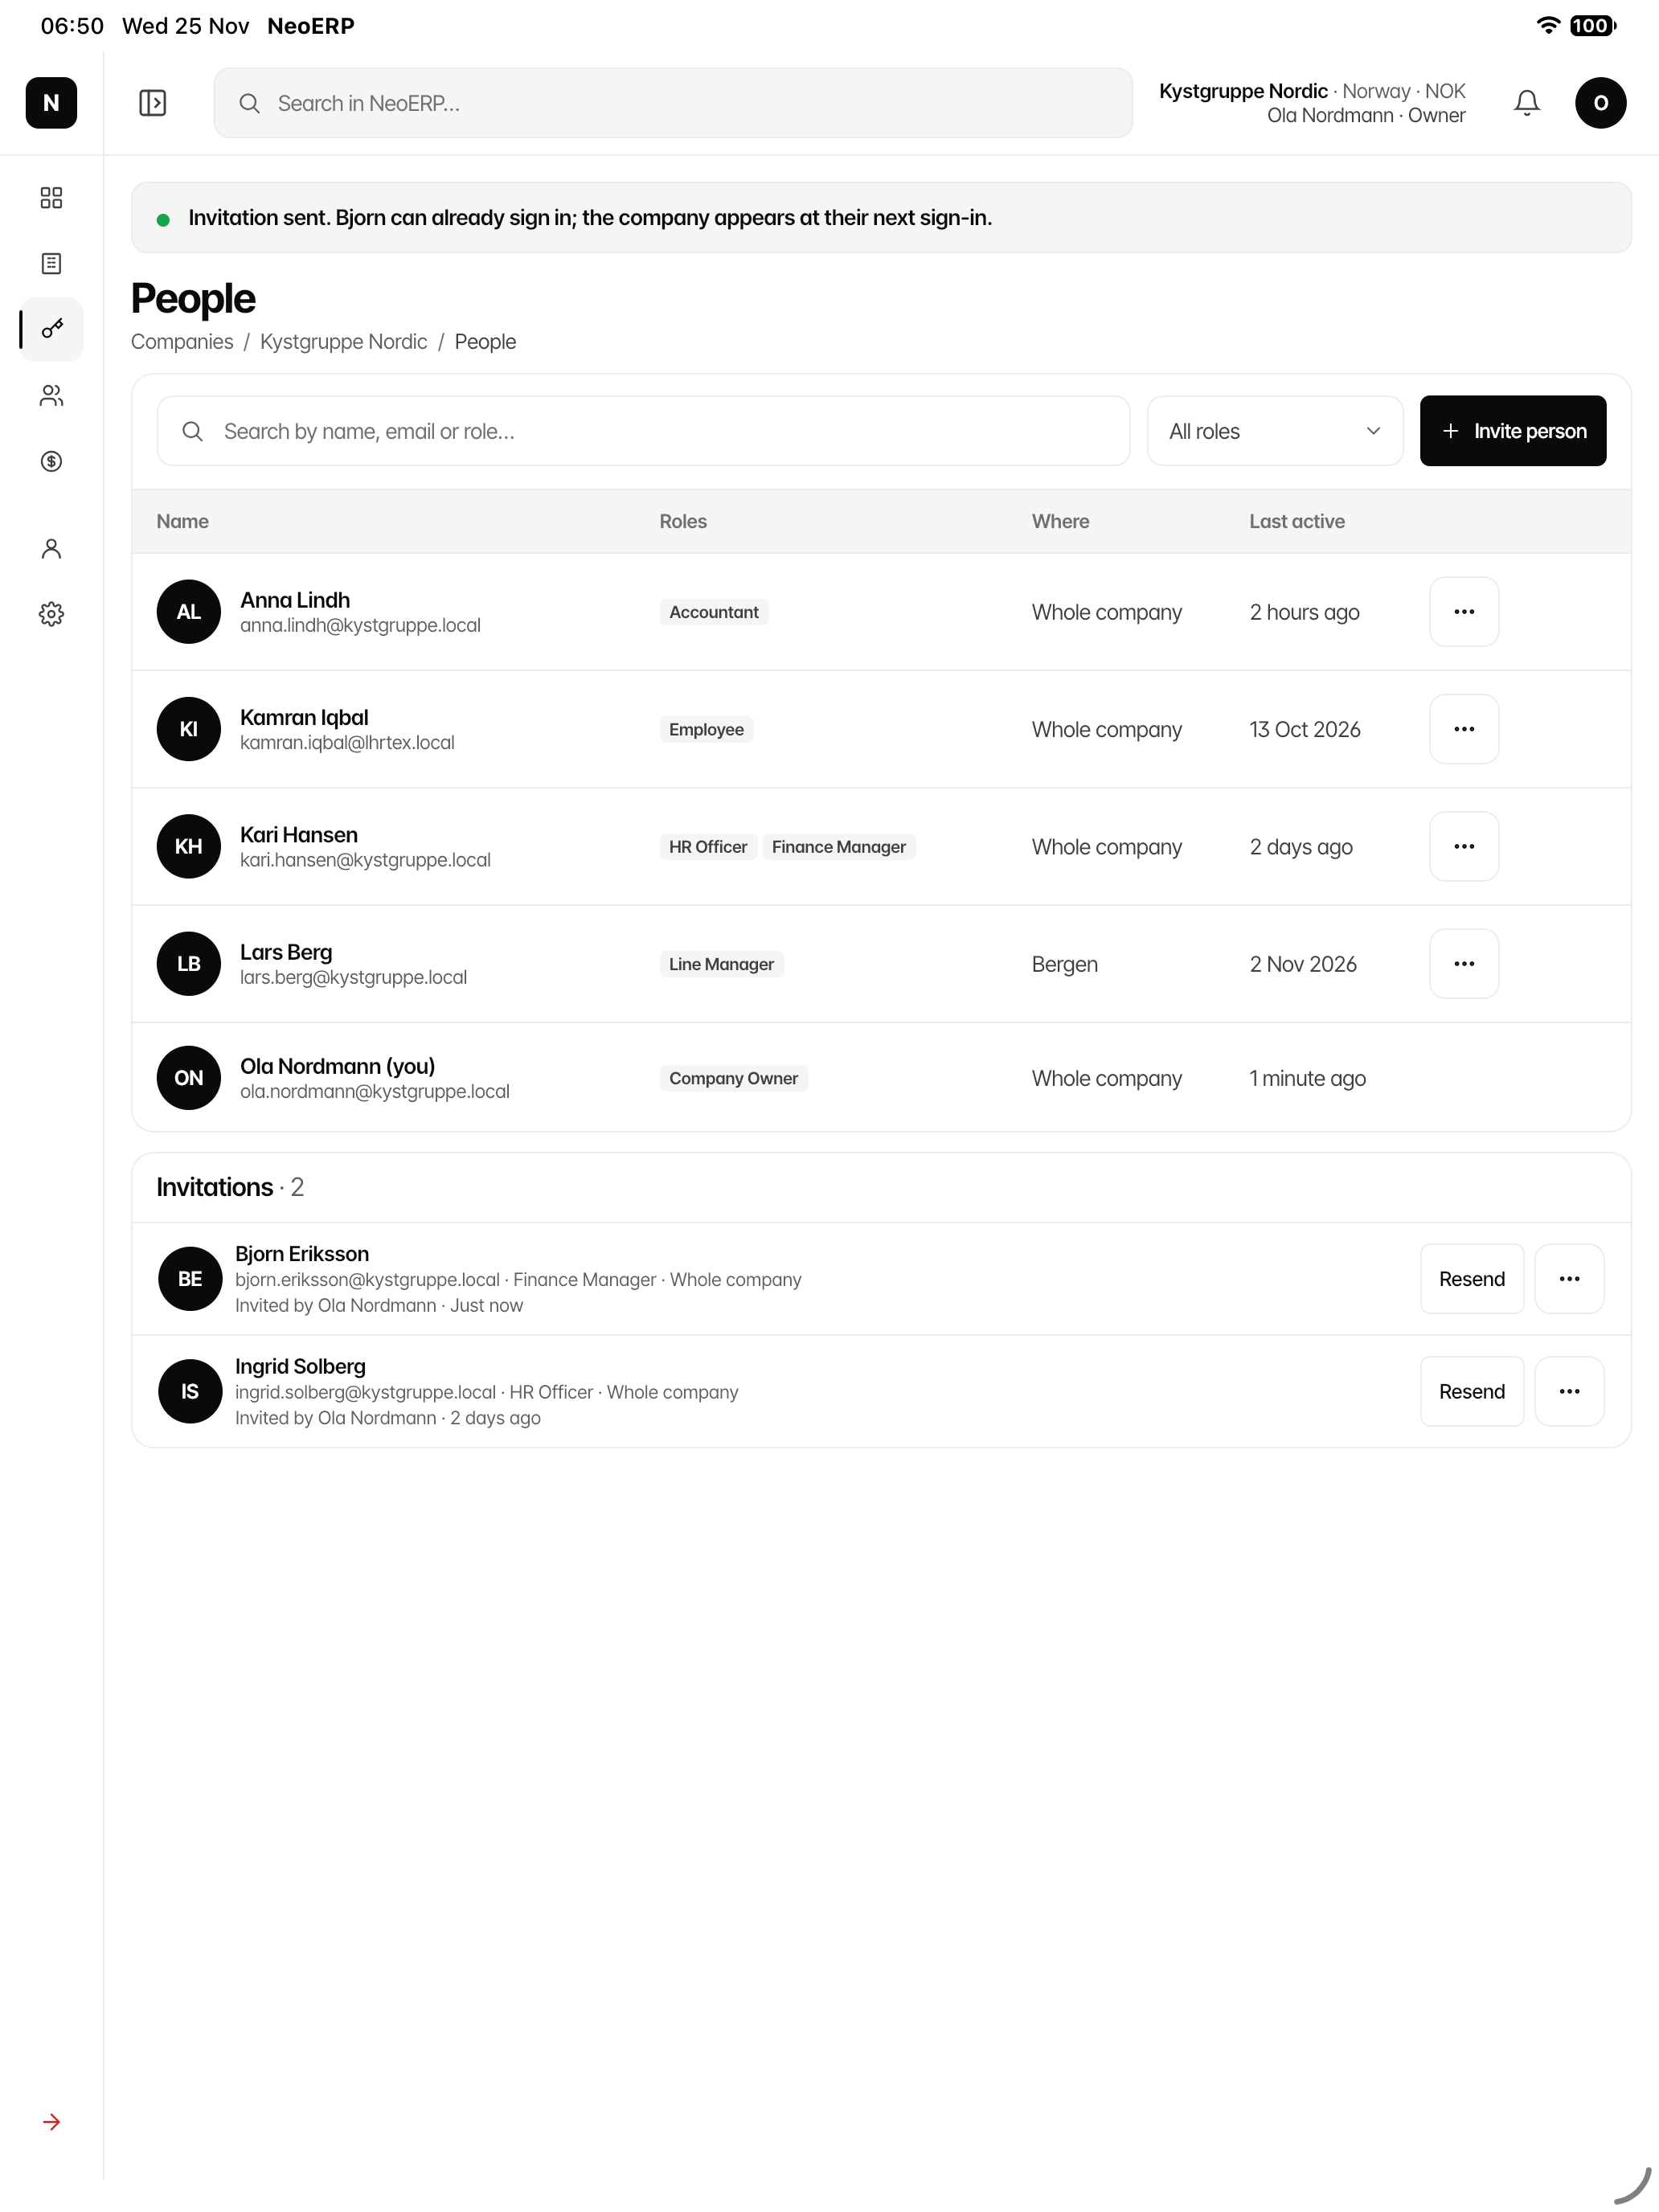 06:50 Wed 25 Nov NeoERP
100
N
Search in NeoERP...
Kystgruppe Nordic · Norway · NOK
Ola Nordmann · Owner
O
Invitation sent. Bjorn can already sign in; the company appears at their next sign-in.
People
Companies / Kystgruppe Nordic / People
Search by name, email or role...
All roles
+ Invite person
Name Roles Where Last active
AL
Anna Lindh
anna.lindh@kystgruppe.local
Accountant
Whole company
2 hours ago
KI
Kamran Iqbal
kamran.iqbal@lhrtex.local
Employee
Whole company
13 Oct 2026
KH
Kari Hansen
kari.hansen@kystgruppe.local
HR Officer Finance Manager
Whole company
2 days ago
LB
Lars Berg
lars.berg@kystgruppe.local
Line Manager
Bergen
2 Nov 2026
ON
Ola Nordmann (you)
ola.nordmann@kystgruppe.local
Company Owner
Whole company
1 minute ago
Invitations · 2
BE
Bjorn Eriksson
bjorn.eriksson@kystgruppe.local · Finance Manager · Whole company
Invited by Ola Nordmann · Just now
Resend
IS
Ingrid Solberg
ingrid.solberg@kystgruppe.local · HR Officer · Whole company
Invited by Ola Nordmann · 2 days ago
Resend